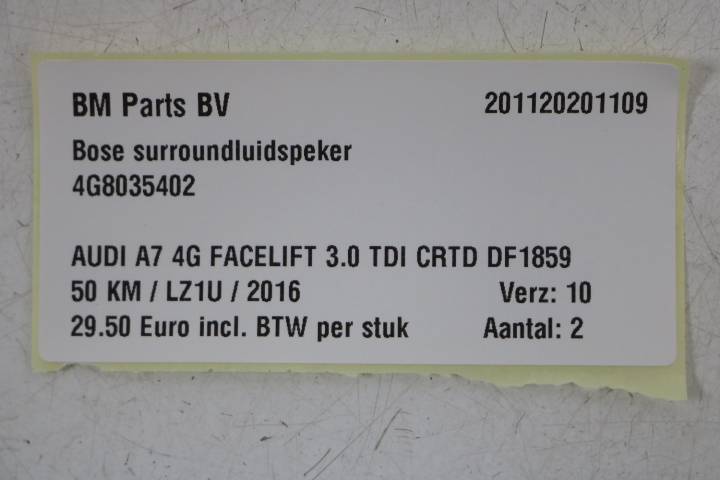 BM Parts BV 201120201109
Bose surroundluidspeker
4G8035402
AUDI A7 4G FACELIFT 3.0 TDI CRTD DF1859
50 KM / LZ1U / 2016 Verz: 10
29.50 Euro incl. BTW per stuk Aantal: 2